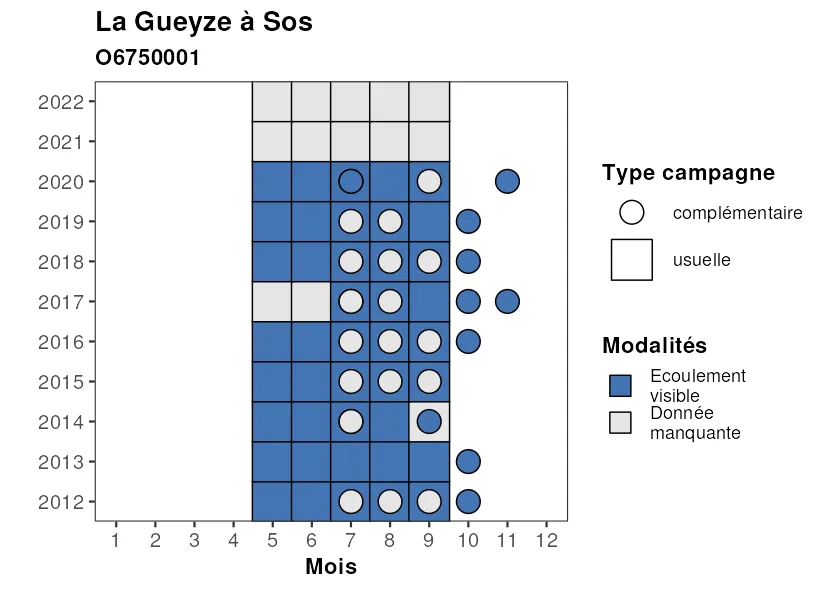 La Gueyze à Sos
O6750001
2022
2021
2020
2019
2018
2017
2016
2015
2014
2013
2012
1 2 3 4 5 6 7 8 9 10 11 12
Mois
Type campagne
complémentaire
usuelle
Modalités
Ecoulement
visible
Donnée
manquante